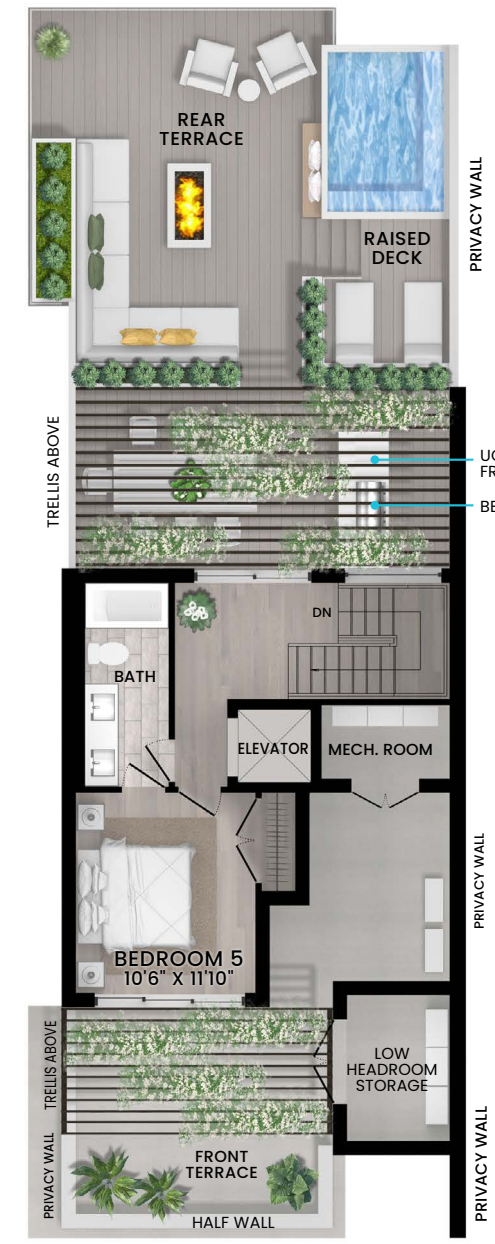 REAR
TERRACE
PRIVACY WALL
RAISED
DECK
TRELLIS ABOVE
DN
BATH
ELEVATOR
MECH. ROOM
PRIVACY WALL
BEDROOM 5
10'6" X 11'10"
TRELLIS ABOVE
LOW
HEADROOM
STORAGE
PRIVACY WALL
FRONT
TERRACE
PRIVACY WALL
HALF WALL